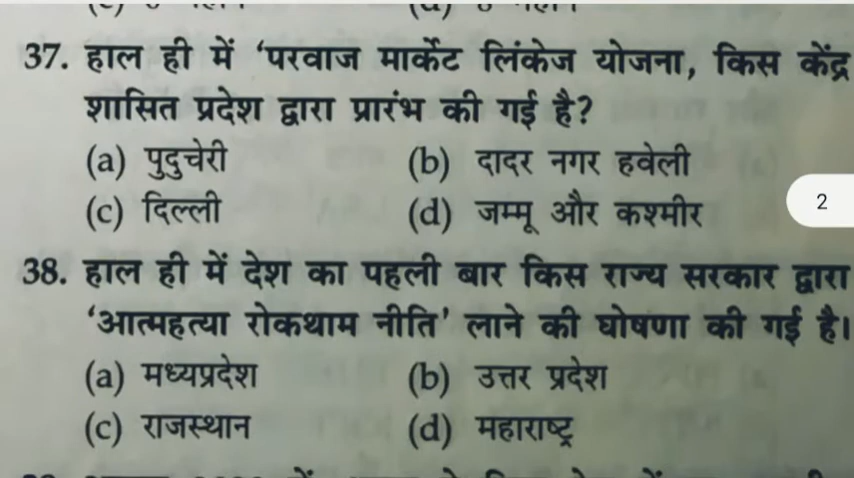 37. हाल ही में 'परवाज मार्केट लिंकेज योजना, किस केंद्र
शासित प्रदेश द्वारा प्रारंभ की गई है?
(a) पुदुचेरी (b) दादर नगर हवेली
(c) दिल्ली (d) जम्मू और कश्मीर
2
38. हाल ही में देश का पहली बार किस राज्य सरकार द्वारा
'आत्महत्या रोकथाम नीति' लाने की घोषणा की गई है।
(a) मध्यप्रदेश (b) उत्तर प्रदेश
(c) राजस्थान (d) महाराष्ट्र